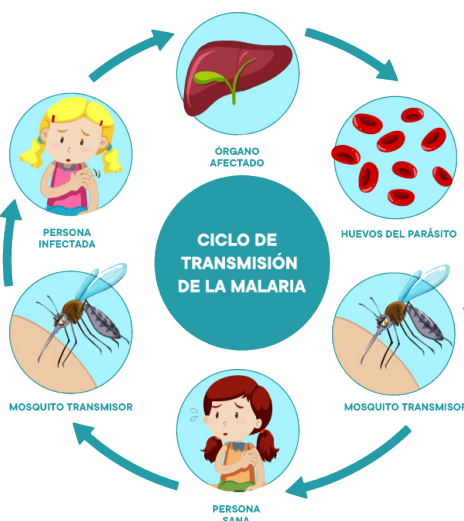 CICLO DE
TRANSMISIÓN
DE LA MALARIA
ÓRGANO
AFECTADO
HUEVOS DEL PARÁSITO
MOSQUITO TRANSMISOR
PERSONA
SANA
MOSQUITO TRANSMISOR
PERSONA
INFECTADA